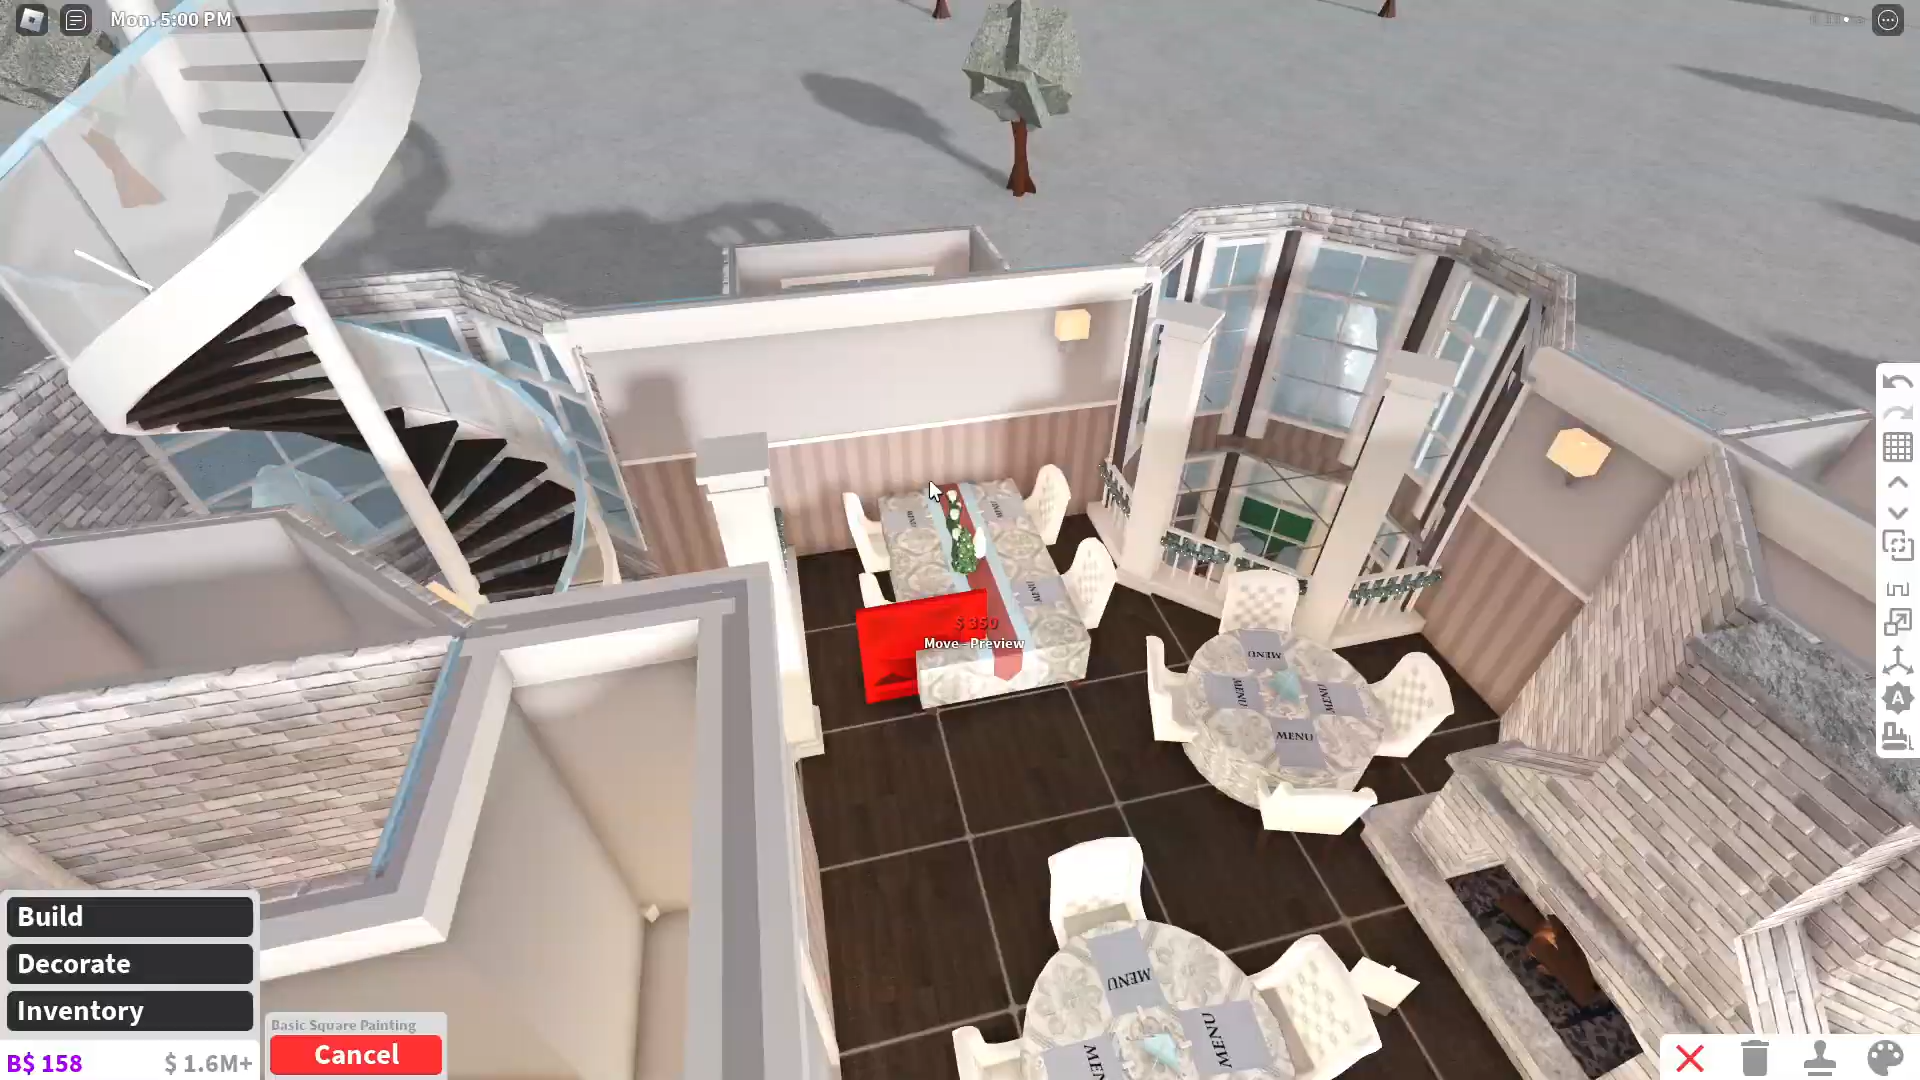 Mon. 5:00 PM
$ 350
Move - Preview
MENU
MENU
MENU
MENU
MENU
MENU
MENU
MENU
Build
Decorate
Inventory
Basic Square Painting
Cancel
B$ 158
$ 1.6M+
A